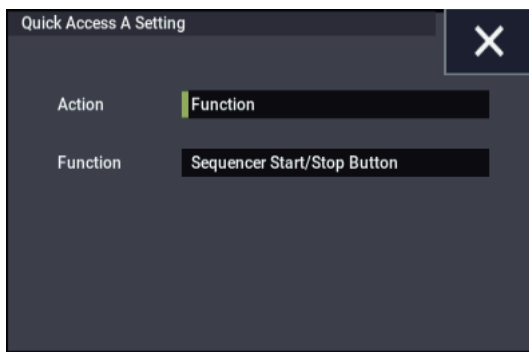 Quick Access A Setting
Action
Function
Function
Sequencer Start/Stop Button